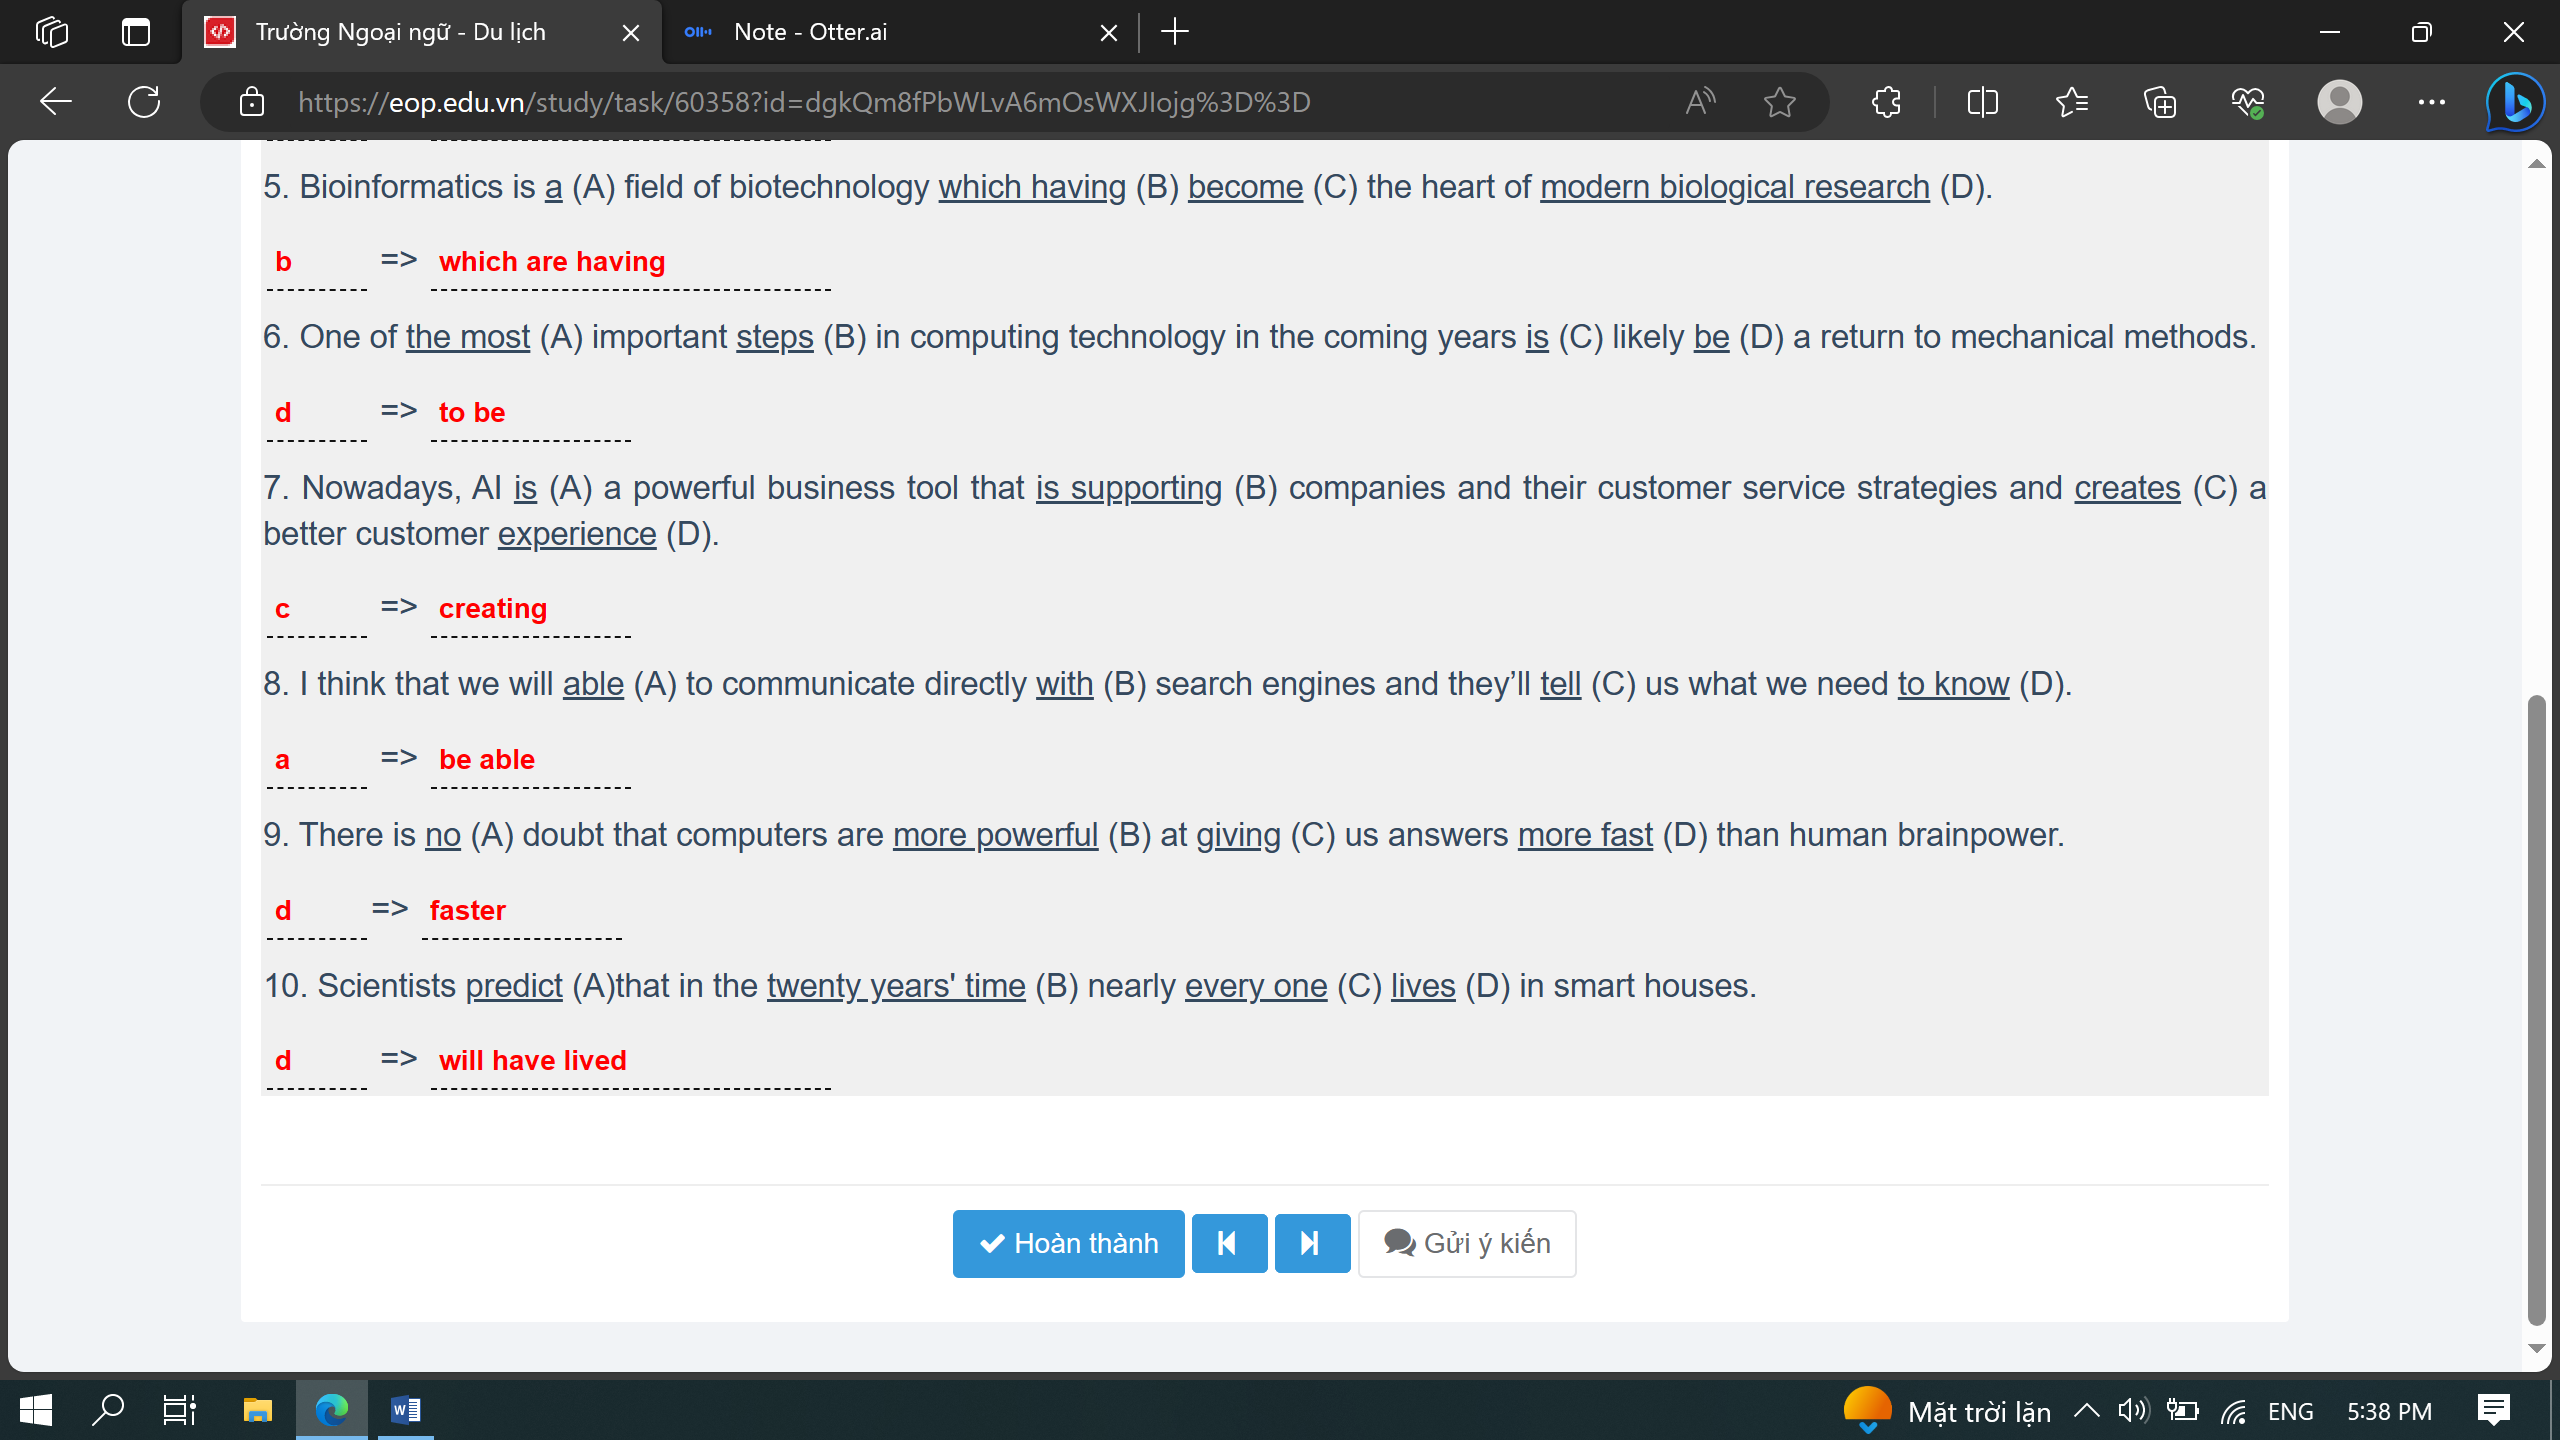 Trường Ngoại ngữ - Du lịch
Note - Otter.ai
https://eop.edu.vn/study/task/60358?id=dgkQm8fPbWLvA6mOsWXJIojg%3D%3D
5. Bioinformatics is a (A) field of biotechnology which having (B) become (C) the heart of modern biological research (D).
b => which are having
6. One of the most (A) important steps (B) in computing technology in the coming years is (C) likely be (D) a return to mechanical methods.
d => to be
7. Nowadays, AI is (A) a powerful business tool that is supporting (B) companies and their customer service strategies and creates (C) a
better customer experience (D).
c => creating
8. I think that we will able (A) to communicate directly with (B) search engines and they’ll tell (C) us what we need to know (D).
a => be able
9. There is no (A) doubt that computers are more powerful (B) at giving (C) us answers more fast (D) than human brainpower.
d => faster
10. Scientists predict (A)that in the twenty years' time (B) nearly every one (C) lives (D) in smart houses.
d => will have lived
Hoàn thành
Gửi ý kiến
Mặt trời lặn
ENG
5:38 PM